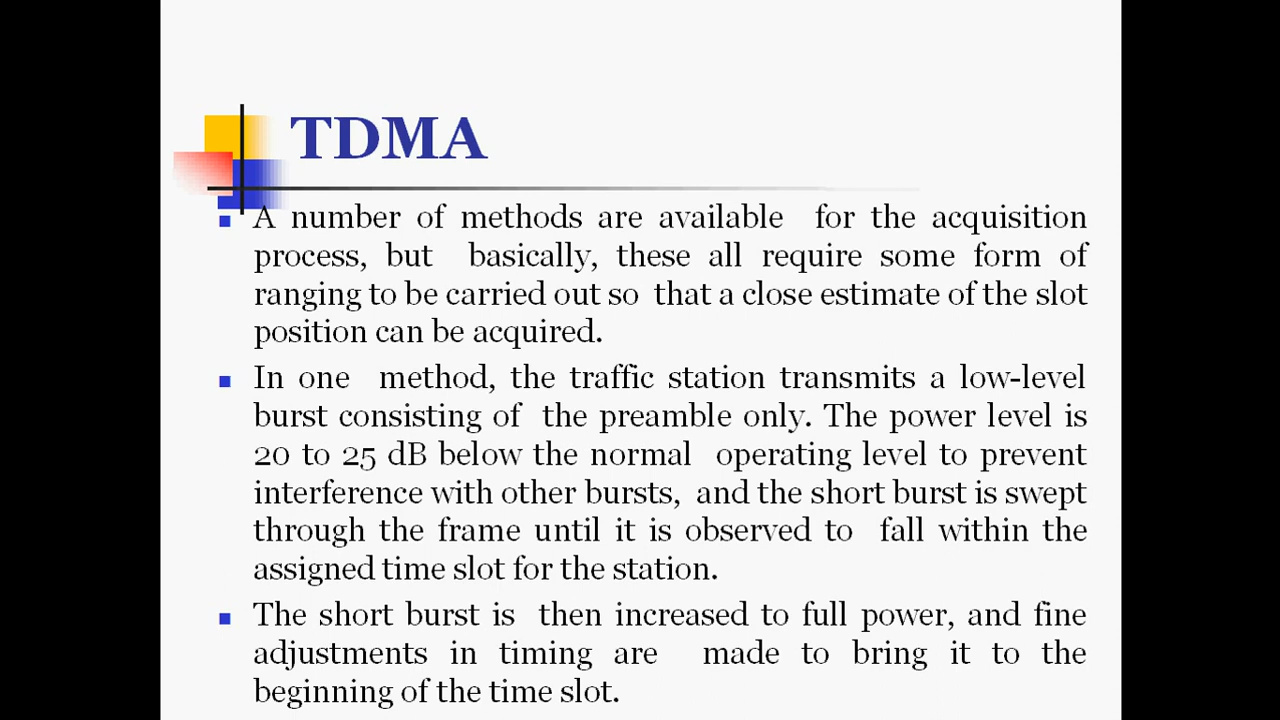 TDMA
A number of methods are available for the acquisition
process, but basically, these all require some form of
ranging to be carried out so that a close estimate of the slot
position can be acquired.
In one method, the traffic station transmits a low-level
burst consisting of the preamble only. The power level is
20 to 25 dB below the normal operating level to prevent
interference with other bursts, and the short burst is swept
through the frame until it is observed to fall within the
assigned time slot for the station.
The short burst is then increased to full power, and fine
adjustments in timing are made to bring it to the
beginning of the time slot.